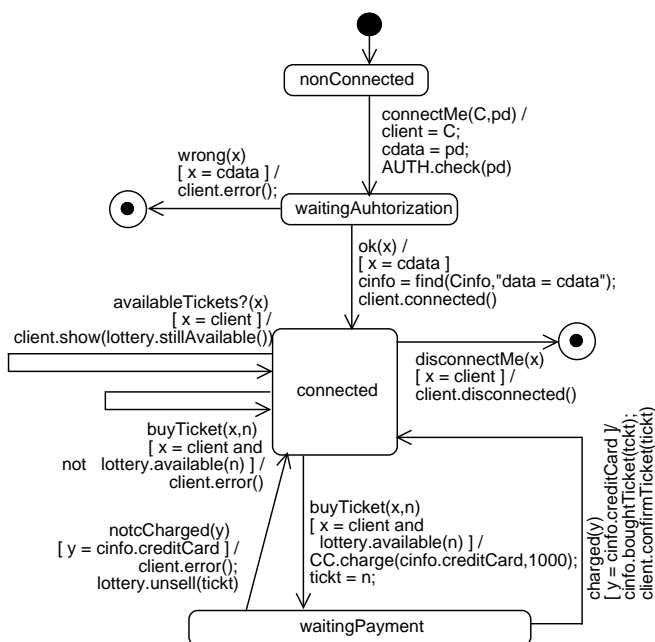 nonConnected
connectMe(C,pd) /
client = C;
cdata = pd;
AUTH.check(pd)
wrong(x)
[ x = cdata ] /
client.error();
waitingAuhtorization
ok(x) /
[ x = cdata ]
cinfo = find(Cinfo,"data = cdata");
client.connected()
availableTickets?(x)
[ x = client ] /
client.show(lottery.stillAvailable())
connected
disconnectMe(x)
[ x = client ] /
client.disconnected()
buyTicket(x,n)
[ x = client and
not lottery.available(n) ] /
client.error()
buyTicket(x,n)
[ x = client and
lottery.available(n) ] /
CC.charge(cinfo.creditCard,1000);
tickt = n;
notcCharged(y)
[ y = cinfo.creditCard ] /
client.error();
lottery.unsell(tickt)
charged(y)
[ y = cinfo.creditCard ]/
cinfo.boughtTicket(tckt);
client.confirmTicket(tickt)
waitingPayment